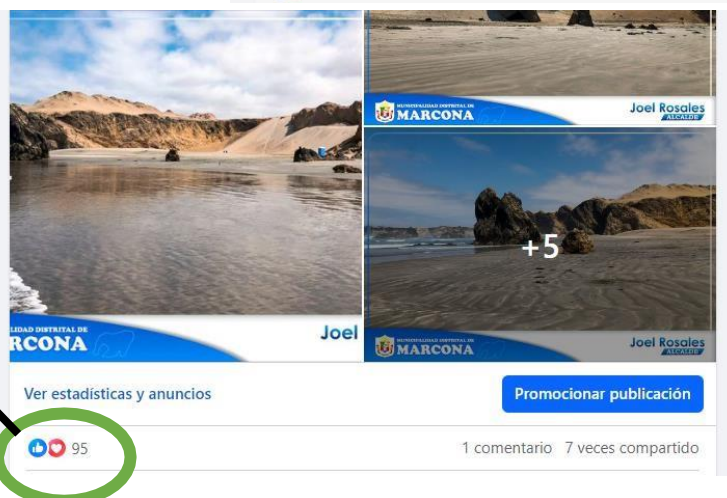 MUNICIPALIDAD DISTRITAL DE
MARCONA
Joel Rosales
ALCALDE
+5
LIDAD DISTRITAL DE
RCONA
Joel
MUNICIPALIDAD DISTRITAL DE
MARCONA
Joel Rosales
ALCALDE
Ver estadísticas y anuncios
Promocionar publicación
95
1 comentario 7 veces compartido